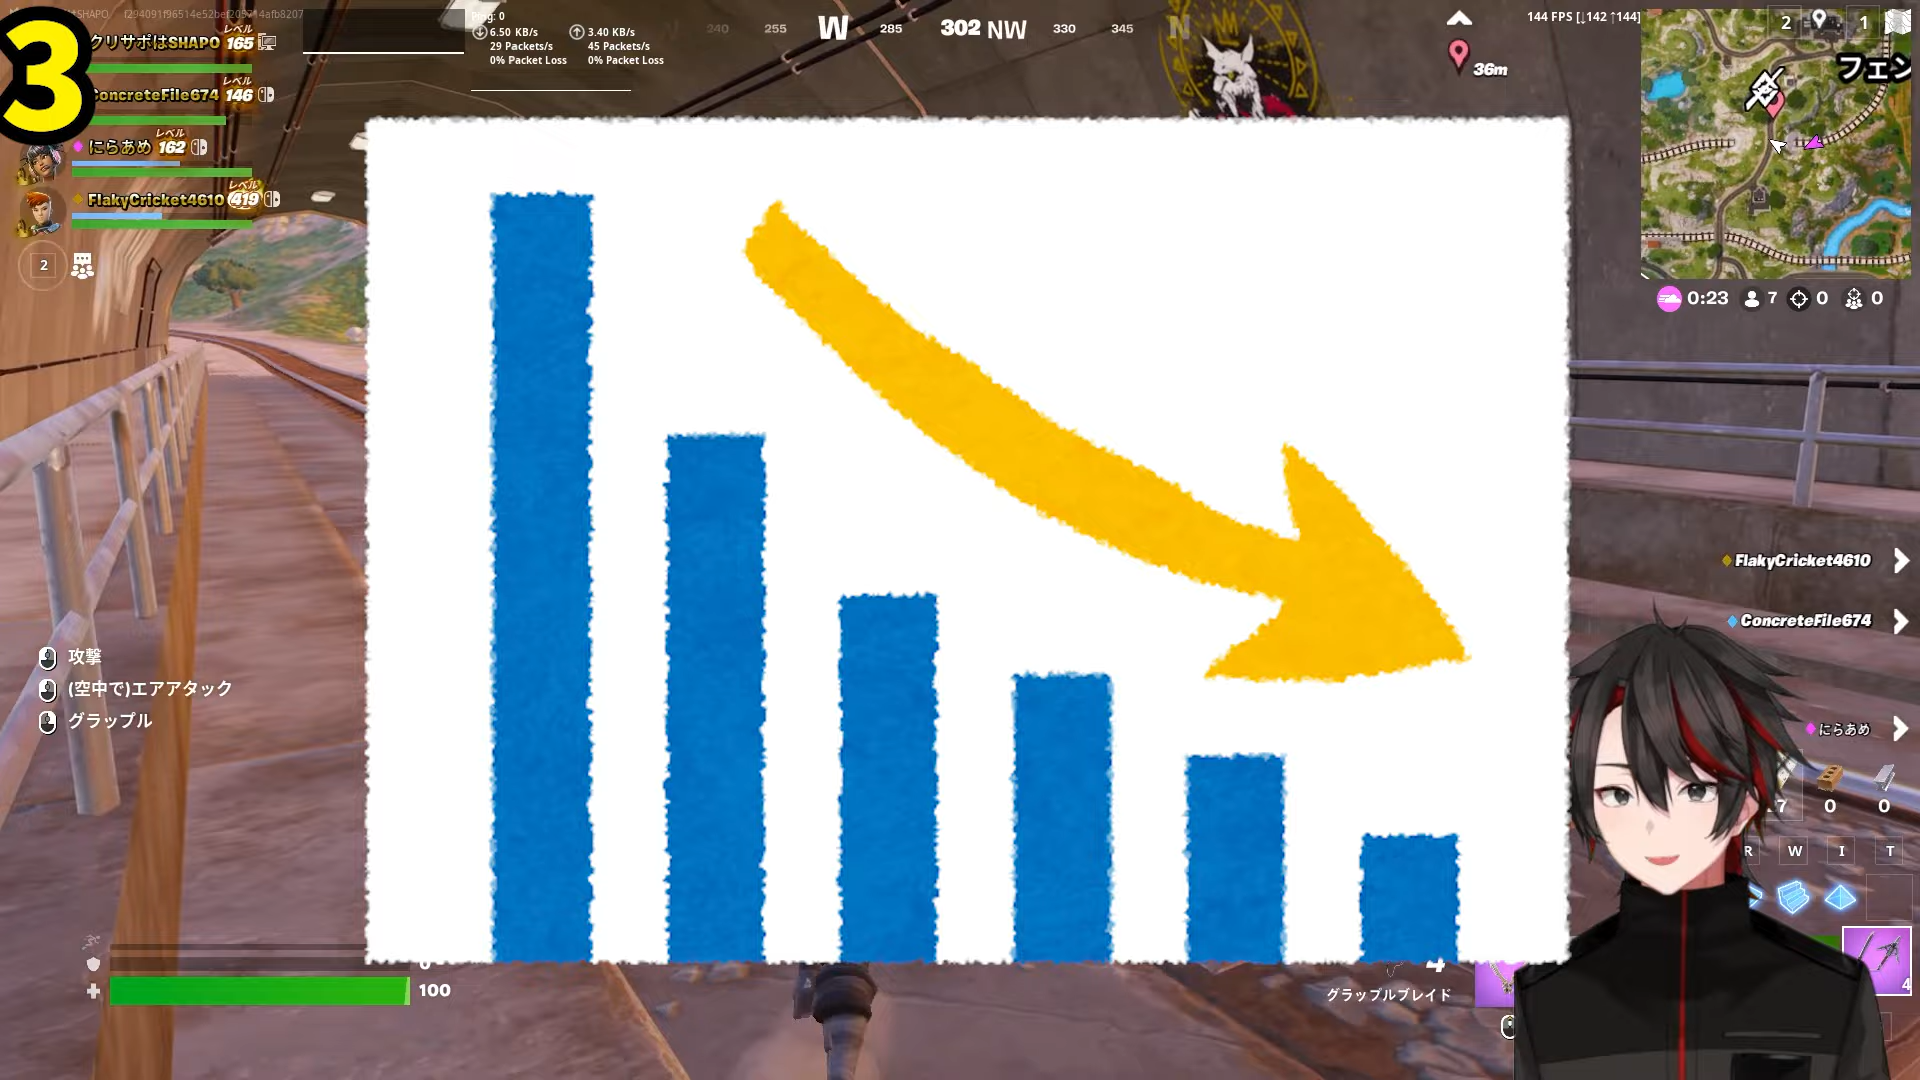 3
クリサポはSHAPO レベル 165
ConcreteFile674 レベル 146
にらあめ レベル 162
FlakyCricket4610 レベル 419
2
Ping: 0
6.50 KB/s 3.40 KB/s
29 Packets/s 45 Packets/s
0% Packet Loss 0% Packet Loss
240 255 W 285 302 NW 330 345 N
36m
144 FPS [↓142 ↑144]
2 1
フェン
0:23 7 0 0
FlakyCricket4610
ConcreteFile674
にらあめ
攻撃
(空中で)エアアタック
グラップル
0 0
R W I T
100
グラップルブレイド
4